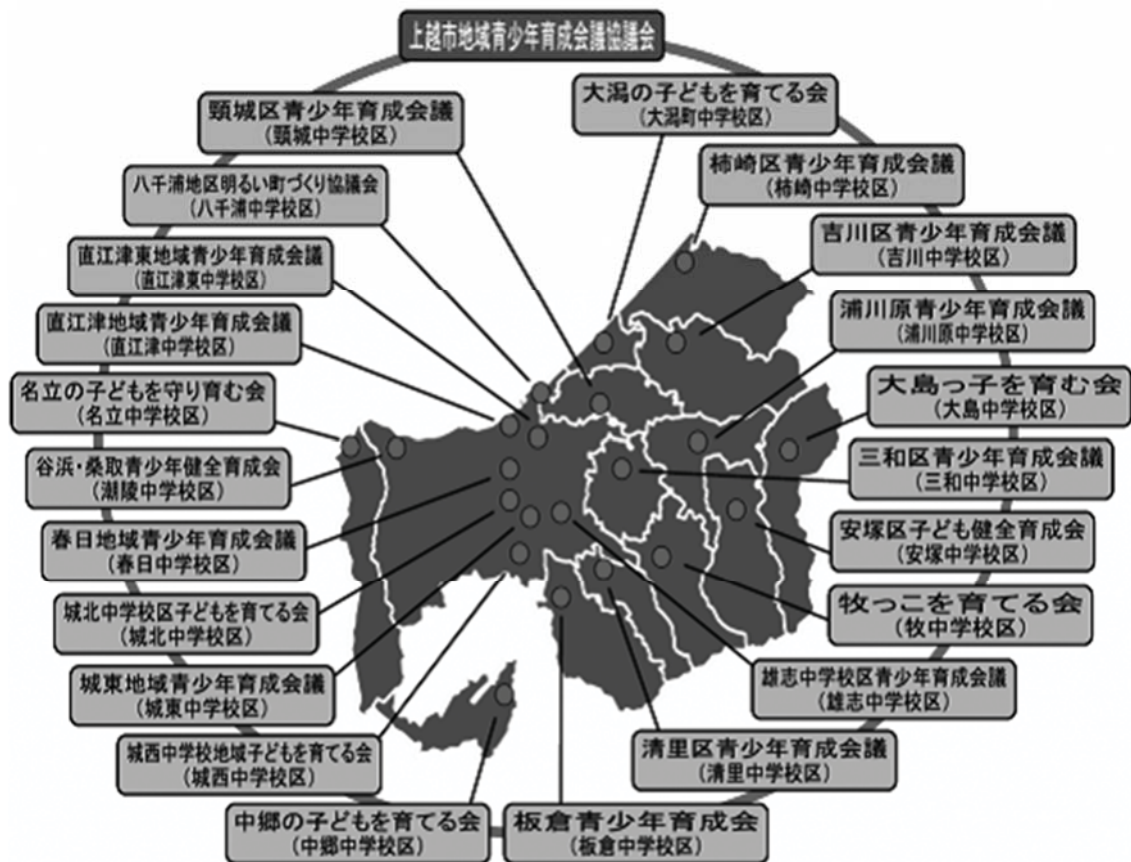 上越市地域青少年育成会議協議会
頸城区青少年育成会議
(頸城中学校区)
八千浦地区明るい町づくり協議会
(八千浦中学校区)
直江津東地域青少年育成会議
(直江津東中学校区)
直江津地域青少年育成会議
(直江津中学校区)
名立の子どもを守り育む会
(名立中学校区)
谷浜・桑取青少年健全育成会
(潮陵中学校区)
春日地域青少年育成会議
(春日中学校区)
城北中学校区子どもを育てる会
(城北中学校区)
城東地域青少年育成会議
(城東中学校区)
城西中学校地域子どもを育てる会
(城西中学校区)
中郷の子どもを育てる会
(中郷中学校区)
大潟の子どもを育てる会
(大潟町中学校区)
柿崎区青少年育成会議
(柿崎中学校区)
吉川区青少年育成会議
(吉川中学校区)
浦川原青少年育成会議
(浦川原中学校区)
大島っ子を育む会
(大島中学校区)
三和区青少年育成会議
(三和中学校区)
安塚区子ども健全育成会
(安塚中学校区)
牧っこを育てる会
(牧中学校区)
雄志中学校区青少年育成会議
(雄志中学校区)
清里区青少年育成会議
(清里中学校区)
板倉青少年育成会
(板倉中学校区)